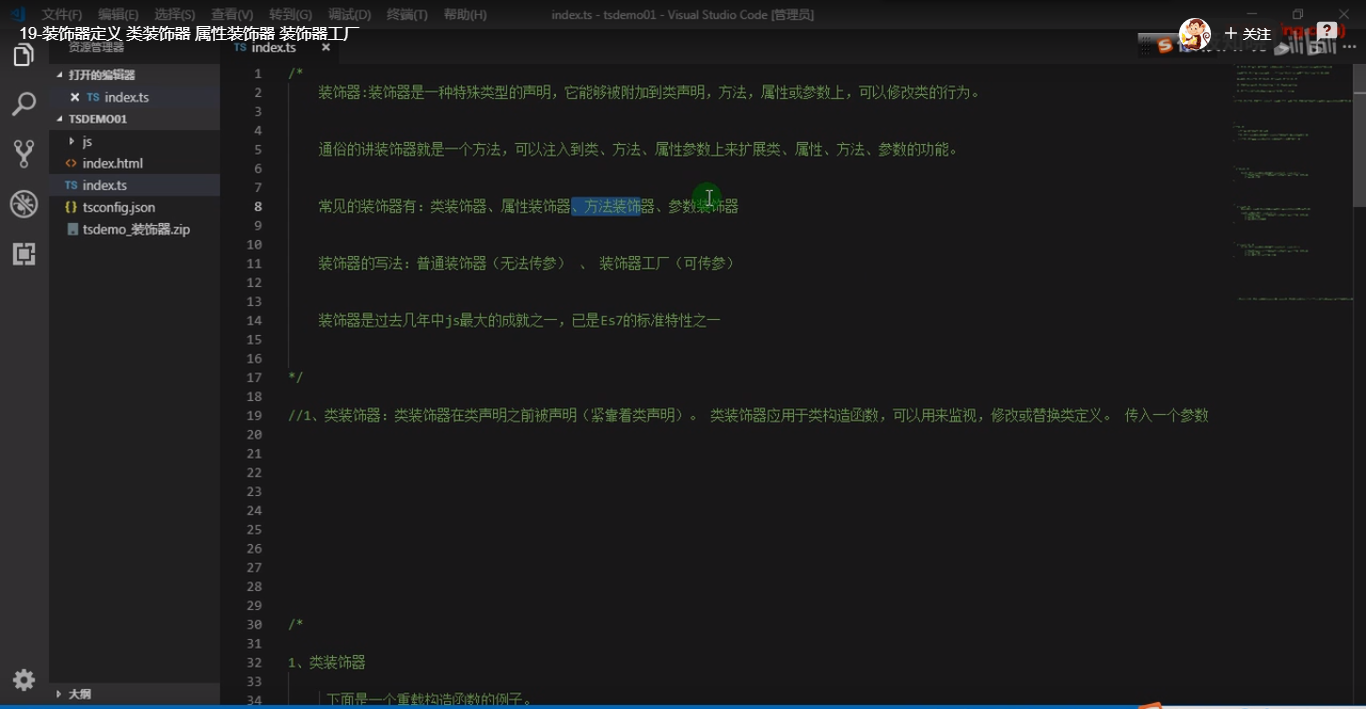 文件(F) 编辑(E) 选择(S) 查看(V) 转到(G) 调试(D) 终端(T) 帮助(H) index.ts - tsdemo01 - Visual Studio Code [管理员]
19-装饰器定义 类装饰器 属性装饰器 装饰器工厂
+ 关注
资源管理器
TS index.ts ×
打开的编辑器
× TS index.ts
TSDEMO01
js
<> index.html
TS index.ts
{} tsconfig.json
tsdemo_装饰器.zip
大纲
1 /*
2 装饰器:装饰器是一种特殊类型的声明，它能够被附加到类声明，方法，属性或参数上，可以修改类的行为。
3
4
5 通俗的讲装饰器就是一个方法，可以注入到类、方法、属性参数上来扩展类、属性、方法、参数的功能。
6
7
8 常见的装饰器有：类装饰器、属性装饰器、方法装饰器、参数装饰器
9
10
11 装饰器的写法：普通装饰器（无法传参） 、 装饰器工厂（可传参）
12
13
14 装饰器是过去几年中js最大的成就之一，已是Es7的标准特性之一
15
16
17 */
18
19 //1、类装饰器：类装饰器在类声明之前被声明（紧靠着类声明）。 类装饰器应用于类构造函数，可以用来监视，修改或替换类定义。 传入一个参数
20
21
22
23
24
25
26
27
28
29
30 /*
31
32 1、类装饰器
33
34 下面是一个重载构造函数的例子。